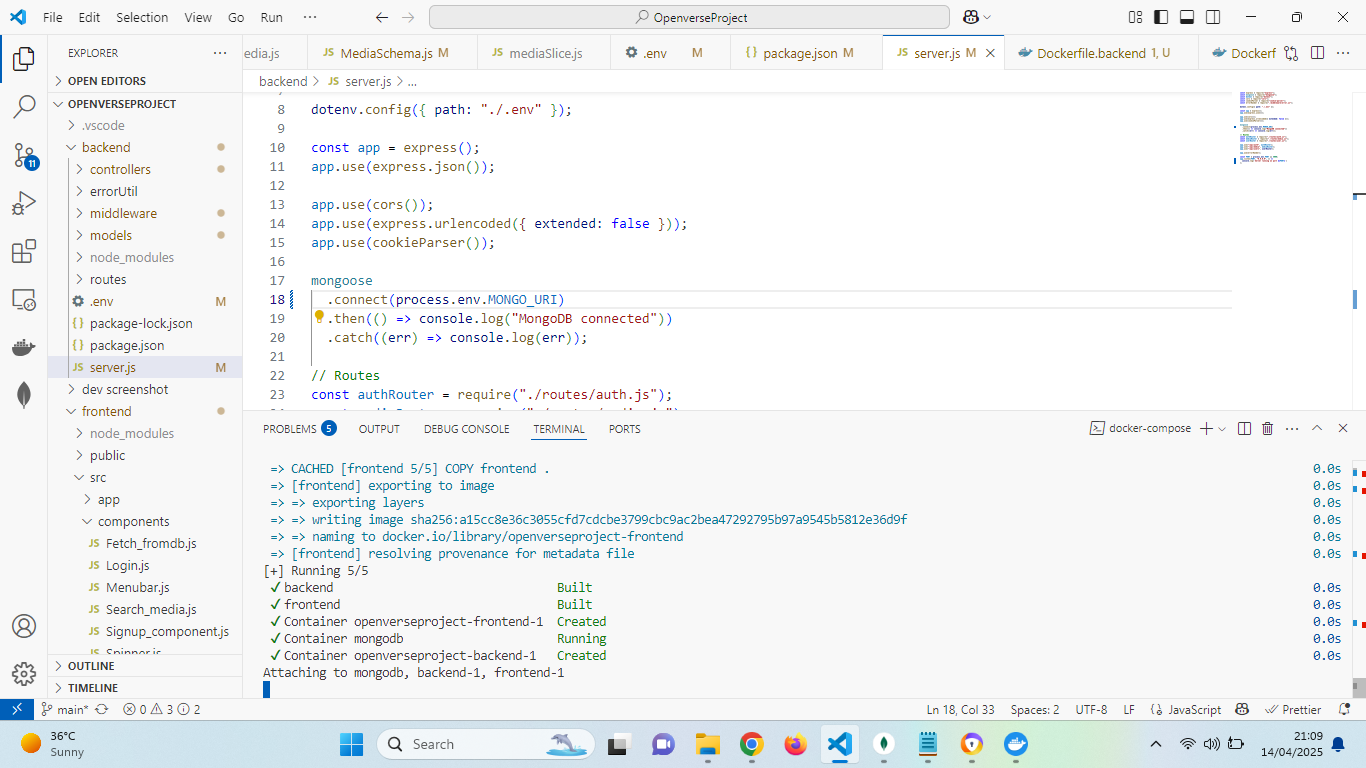 File Edit Selection View Go Run ···
OpenverseProject
EXPLORER
OPEN EDITORS
OPENVERSEPROJECT
.vscode
backend
controllers
errorUtil
middleware
models
node_modules
routes
.env M
package-lock.json
package.json
server.js M
dev screenshot
frontend
node_modules
public
src
app
components
JS Fetch_fromdb.js
JS Login.js
JS Menubar.js
JS Search_media.js
JS Signup_component.js
JS Spinner.js
OUTLINE
TIMELINE
11
edia.js
JS MediaSchema.js M
JS mediaSlice.js
.env M
{} package.json M
JS server.js M
Dockerfile.backend 1, U
Dockerf
backend > JS server.js > ...
8 dotenv.config({ path: "./.env" });
9
10 const app = express();
11 app.use(express.json());
12
13 app.use(cors());
14 app.use(express.urlencoded({ extended: false }));
15 app.use(cookieParser());
16
17 mongoose
18 .connect(process.env.MONGO_URI)
19 .then(() => console.log("MongoDB connected"))
20 .catch((err) => console.log(err));
21
22 // Routes
23 const authRouter = require("./routes/auth.js");
PROBLEMS 5 OUTPUT DEBUG CONSOLE TERMINAL PORTS
docker-compose
=> CACHED [frontend 5/5] COPY frontend . 0.0s
=> [frontend] exporting to image 0.0s
=> => exporting layers 0.0s
=> => writing image sha256:a15cc8e36c3055cfd7cdcbe3799cbc9ac2bea47292795b97a9545b5812e36d9f 0.0s
=> => naming to docker.io/library/openverseproject-frontend 0.0s
=> [frontend] resolving provenance for metadata file 0.0s
[+] Running 5/5
✓ backend Built 0.0s
✓ frontend Built 0.0s
✓ Container openverseproject-frontend-1 Created 0.0s
✓ Container mongodb Running 0.0s
✓ Container openverseproject-backend-1 Created 0.0s
Attaching to mongodb, backend-1, frontend-1
main* 0 3 2
Ln 18, Col 33 Spaces: 2 UTF-8 LF {} JavaScript Prettier
36°C
Sunny
Search
21:09
14/04/2025